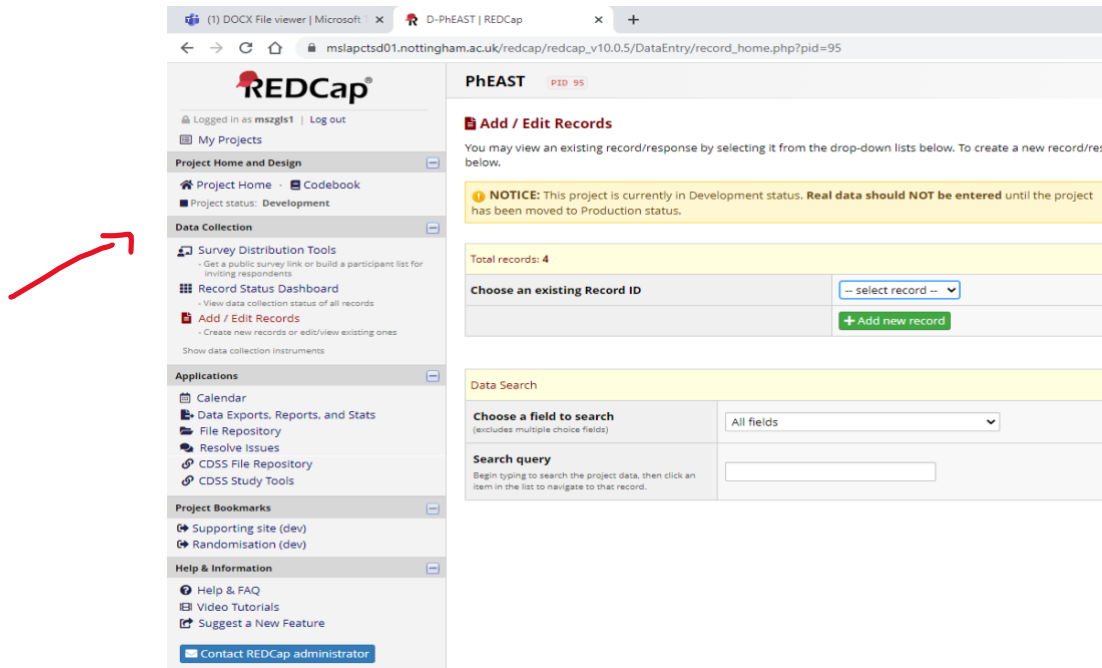 (1) DOCX File viewer | Microsoft T
D-PhEAST | REDCap
mslapctsd01.nottingham.ac.uk/redcap/redcap_v10.0.5/DataEntry/record_home.php?pid=95
REDCap®
Logged in as mszgls1 | Log out
My Projects
Project Home and Design
Project Home · Codebook
Project status: Development
Data Collection
Survey Distribution Tools
- Get a public survey link or build a participant list for
inviting respondents
Record Status Dashboard
- View data collection status of all records
Add / Edit Records
- Create new records or edit/view existing ones
Show data collection instruments
Applications
Calendar
Data Exports, Reports, and Stats
File Repository
Resolve Issues
CDSS File Repository
CDSS Study Tools
Project Bookmarks
Supporting site (dev)
Randomisation (dev)
Help & Information
Help & FAQ
Video Tutorials
Suggest a New Feature
Contact REDCap administrator
PhEAST PID 95
Add / Edit Records
You may view an existing record/response by selecting it from the drop-down lists below. To create a new record/res
below.
NOTICE: This project is currently in Development status. Real data should NOT be entered until the project
has been moved to Production status.
Total records: 4
Choose an existing Record ID
-- select record --
+ Add new record
Data Search
Choose a field to search
(excludes multiple choice fields)
All fields
Search query
Begin typing to search the project data, then click an
item in the list to navigate to that record.